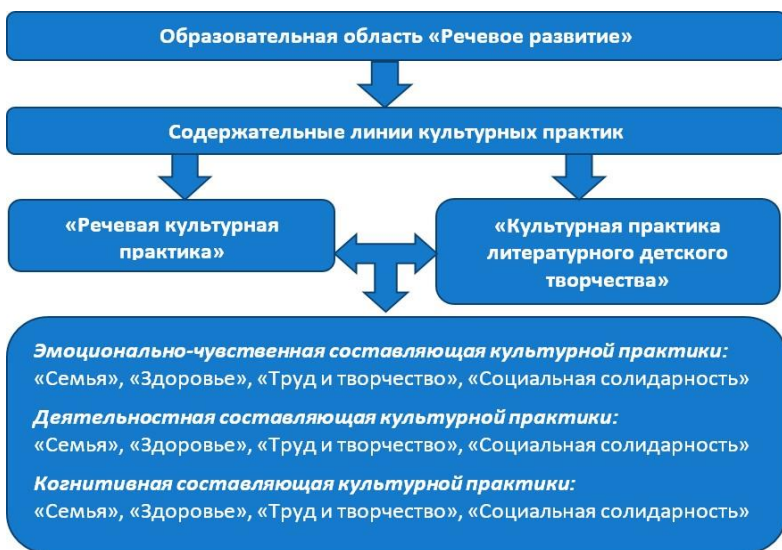 Образовательная область «Речевое развитие»
Содержательные линии культурных практик
«Речевая культурная
практика»
«Культурная практика
литературного детского
творчества»
Эмоционально-чувственная составляющая культурной практики:
«Семья», «Здоровье», «Труд и творчество», «Социальная солидарность»
Деятельностная составляющая культурной практики:
«Семья», «Здоровье», «Труд и творчество», «Социальная солидарность»
Когнитивная составляющая культурной практики:
«Семья», «Здоровье», «Труд и творчество», «Социальная солидарность»